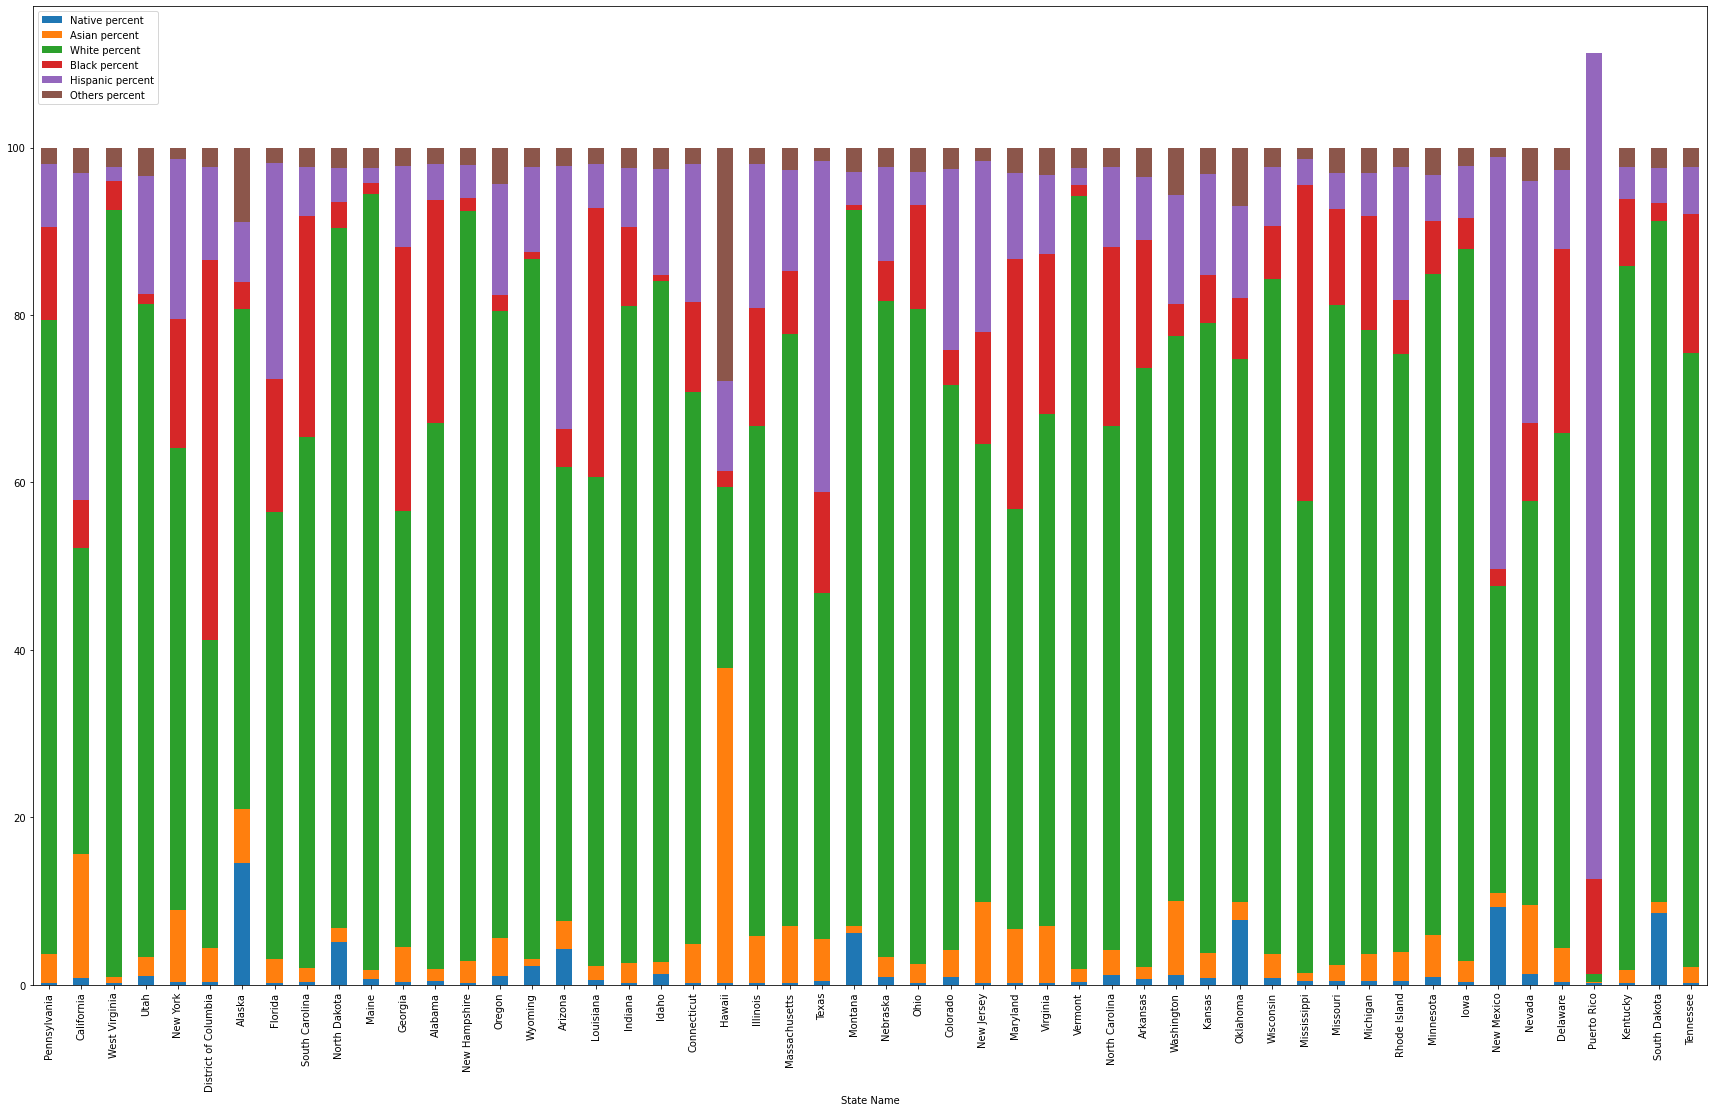 Native percent
Asian percent
White percent
Black percent
Hispanic percent
Others percent
100
80
60
40
20
0
Pennsylvania
California
West Virginia
Utah
New York
District of Columbia
Alaska
Florida
South Carolina
North Dakota
Maine
Georgia
Alabama
New Hampshire
Oregon
Wyoming
Arizona
Louisiana
Indiana
Idaho
Connecticut
Hawaii
Illinois
Massachusetts
Texas
Montana
Nebraska
Ohio
Colorado
New Jersey
Maryland
Virginia
Vermont
North Carolina
Arkansas
Washington
Kansas
Oklahoma
Wisconsin
Mississippi
Missouri
Michigan
Rhode Island
Minnesota
Iowa
New Mexico
Nevada
Delaware
Puerto Rico
Kentucky
South Dakota
Tennessee
State Name